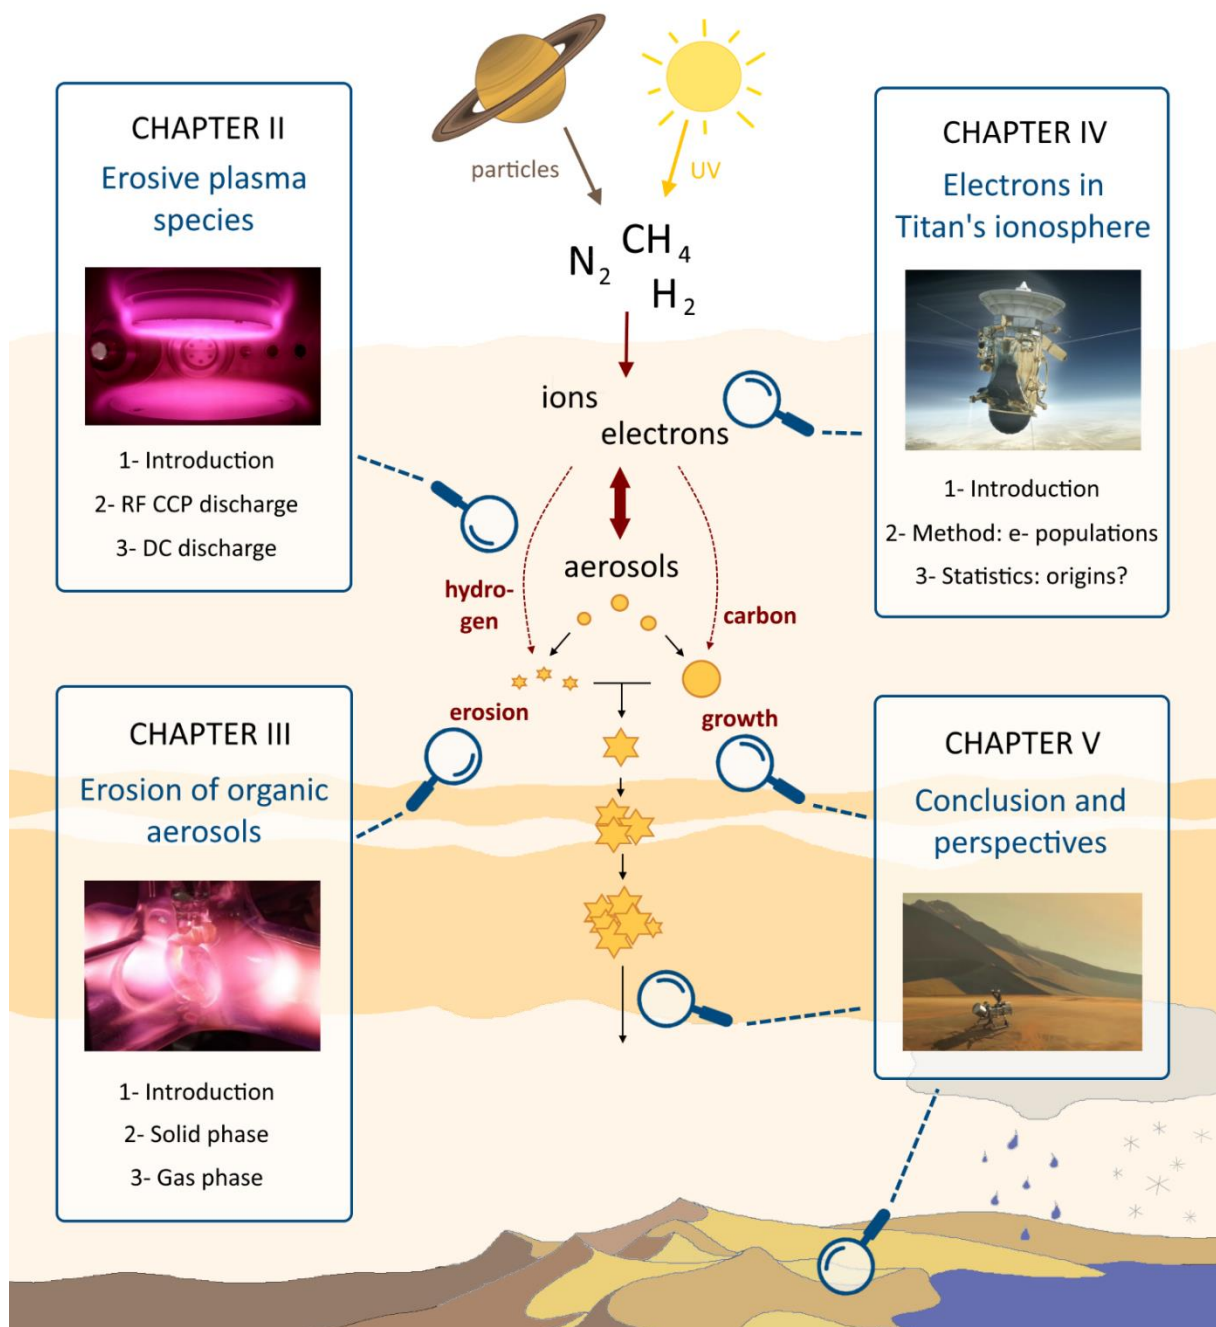 CHAPTER II
Erosive plasma
species
1- Introduction
2- RF CCP discharge
3- DC discharge
particles
UV
N₂
CH₄
H₂
ions
electrons
aerosols
hydro-
gen
carbon
erosion
growth
CHAPTER IV
Electrons in
Titan's ionosphere
1- Introduction
2- Method: e- populations
3- Statistics: origins?
CHAPTER III
Erosion of organic
aerosols
1- Introduction
2- Solid phase
3- Gas phase
CHAPTER V
Conclusion and
perspectives